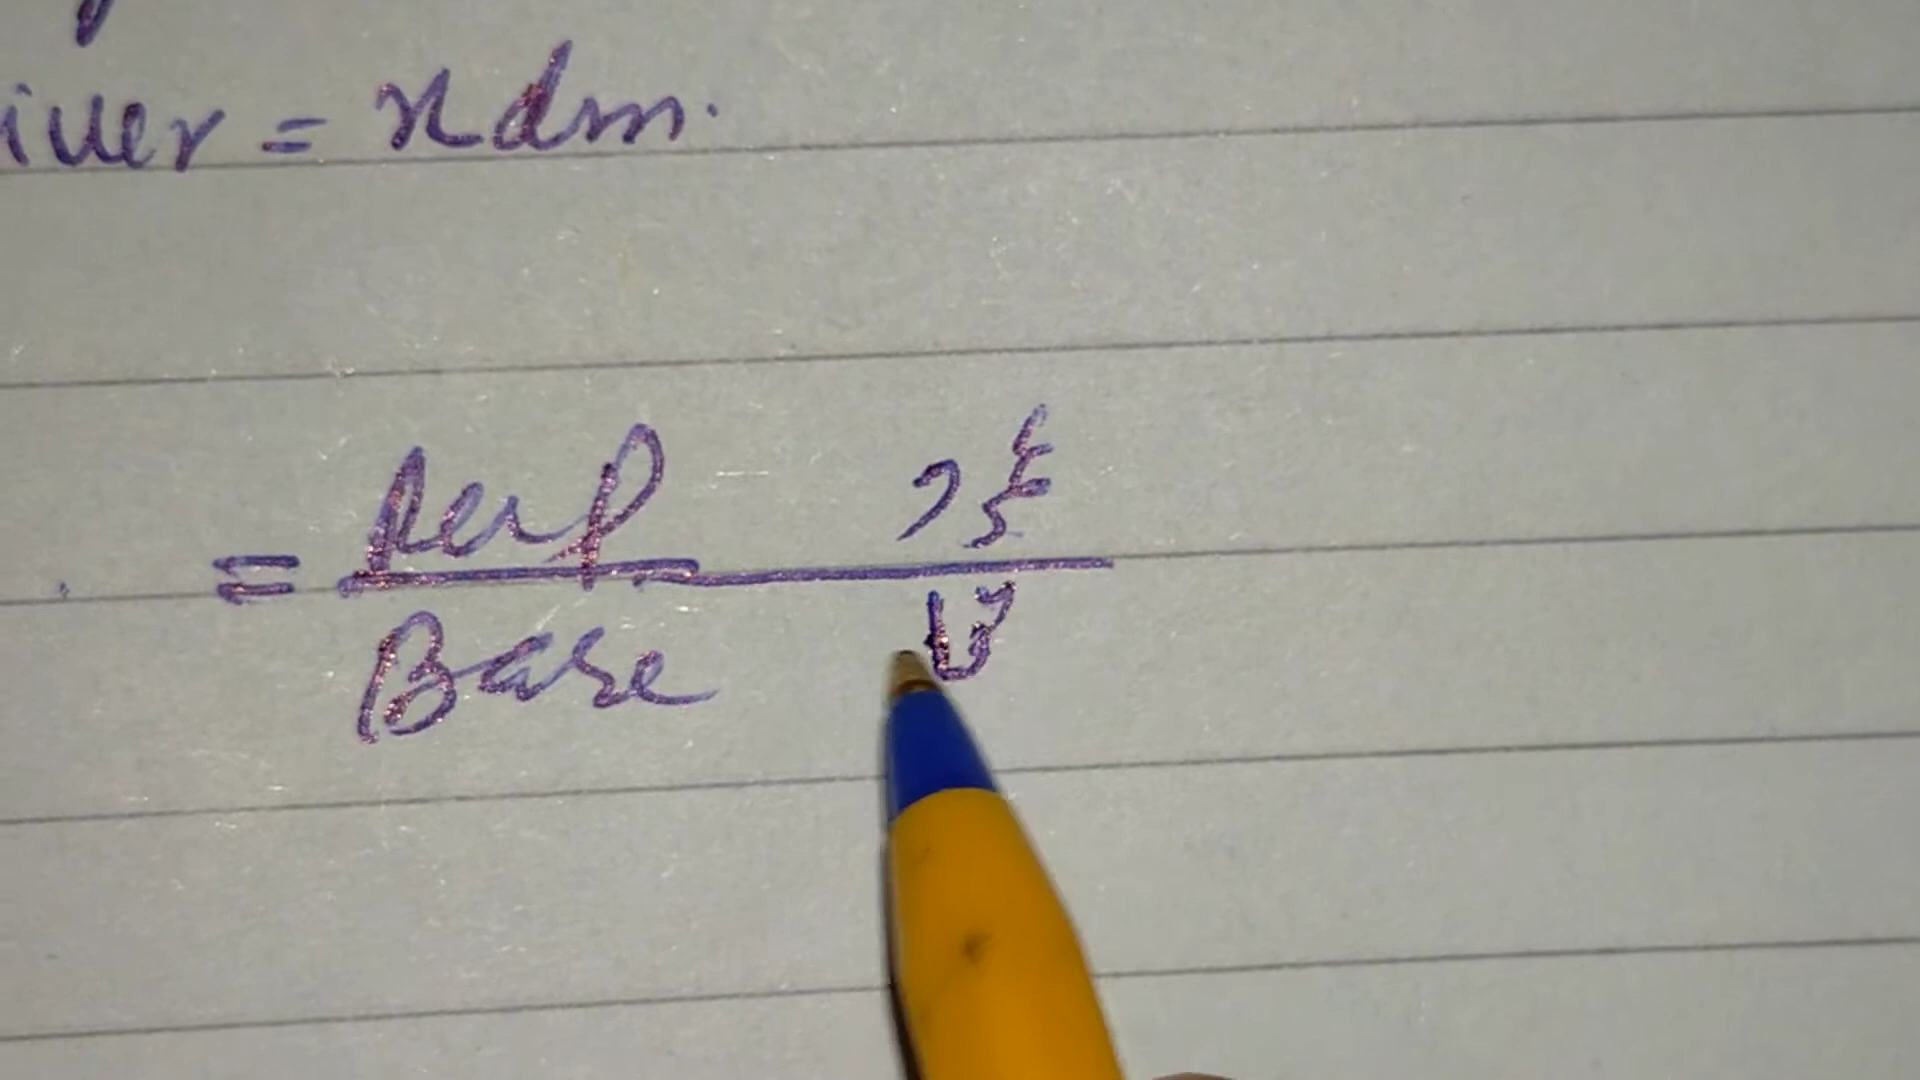 iver = x dm.
= Perp
Base